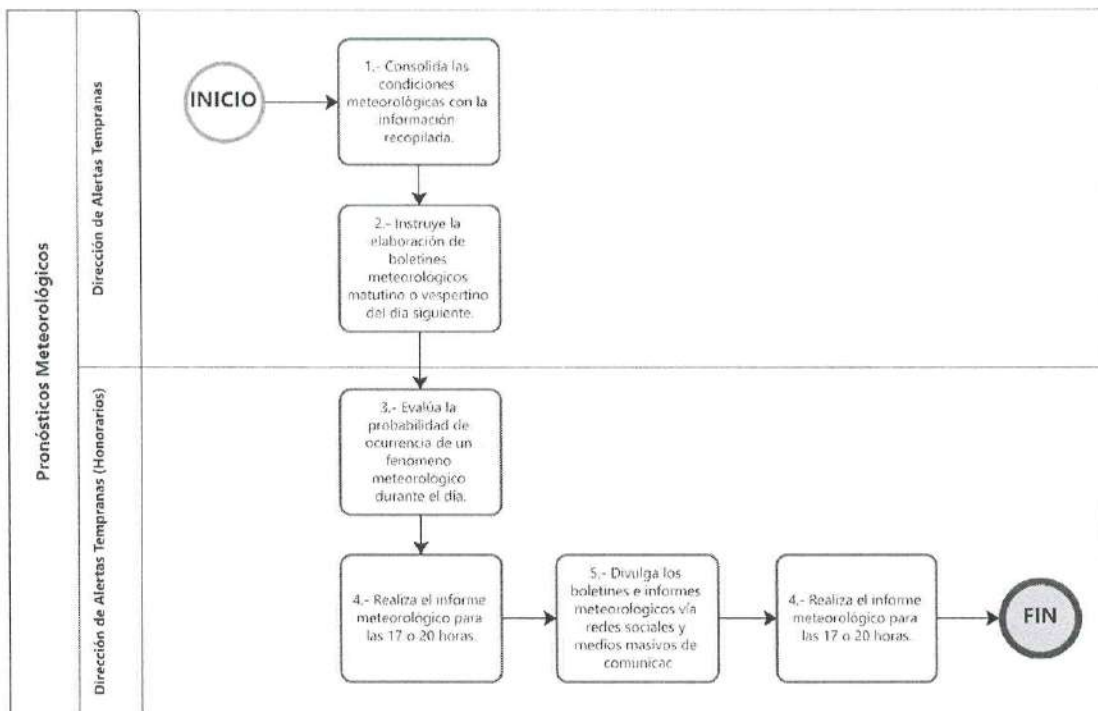 Pronósticos Meteorológicos
Dirección de Alertas Tempranas
INICIO
1.- Consolida las
condiciones
meteorológicas con la
información
recopilada.
2.- Instruye la
elaboración de
boletines
meteorológicos
matutino o vespertino
del día siguiente.
Dirección de Alertas Tempranas (Honorarios)
3.- Evalúa la
probabilidad de
ocurrencia de un
fenómeno
meteorológico
durante el día.
4.- Realiza el informe
meteorológico para
las 17 o 20 horas.
5.- Divulga los
boletines e informes
meteorológicos vía
redes sociales y
medios masivos de
comunicac
4.- Realiza el informe
meteorológico para
las 17 o 20 horas.
FIN